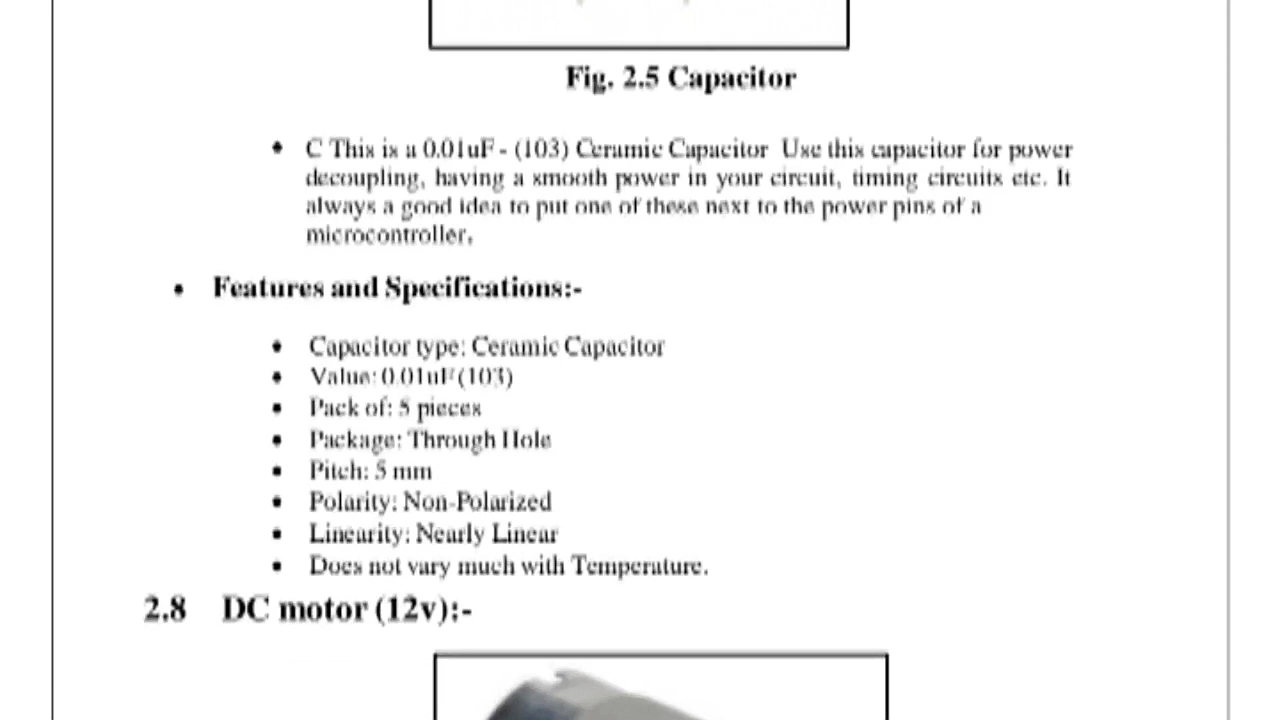 Fig. 2.5 Capacitor
• C This is a 0.01uF - (103) Ceramic Capacitor Use this capacitor for power
decoupling, having a smooth power in your circuit, timing circuits etc. It
always a good idea to put one of these next to the power pins of a
microcontroller.
• Features and Specifications:-
• Capacitor type: Ceramic Capacitor
• Value: 0.01uF(103)
• Pack of: 5 pieces
• Package: Through Hole
• Pitch: 5 mm
• Polarity: Non-Polarized
• Linearity: Nearly Linear
• Does not vary much with Temperature.
2.8 DC motor (12v):-